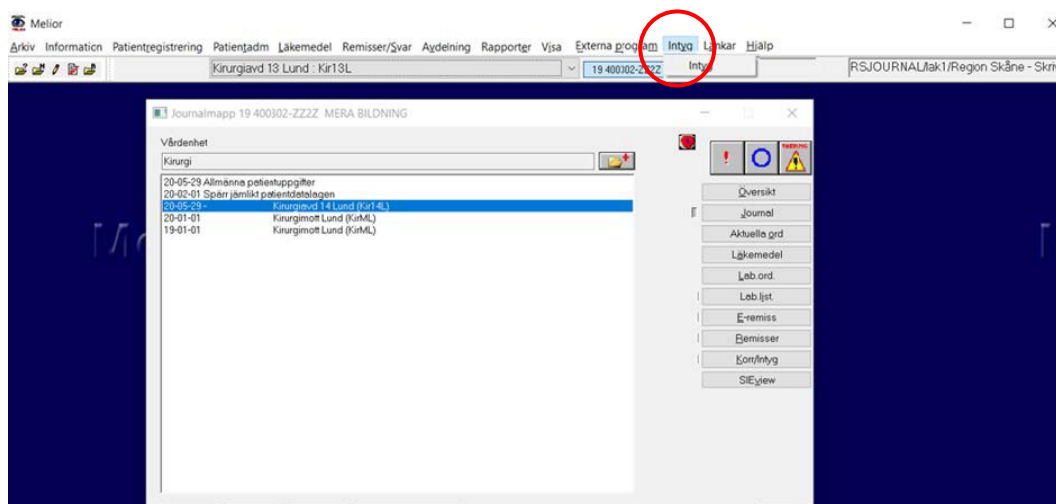 Melior
Arkiv Information Patientregistrering Patientadm Läkemedel Remisser/Svar Avdelning Rapporter Visa Externa program Intyg Länkar Hjälp
Kirurgiavd 13 Lund : Kir13L 19 400302-ZZ2Z Intyg RSJOURNAL/lak1/Region Skåne - Skriv
Journalmapp 19 400302-ZZ2Z MERA BILDNING
Vårdenhet
Kirurgi
20-05-29 Allmänna patientuppgifter
20-02-01 Spärr jämlikt patientdatalagen
20-05-29 - Kirurgiavd 14 Lund (Kir14L)
20-01-01 Kirurgimott Lund (KirML)
19-01-01 Kirurgimott Lund (KirML)
WARNING
Översikt
Journal
Aktuella ord
Läkemedel
Lab.ord.
Lab.list.
E-remiss
Remisser
Korr/Intyg
SIEview